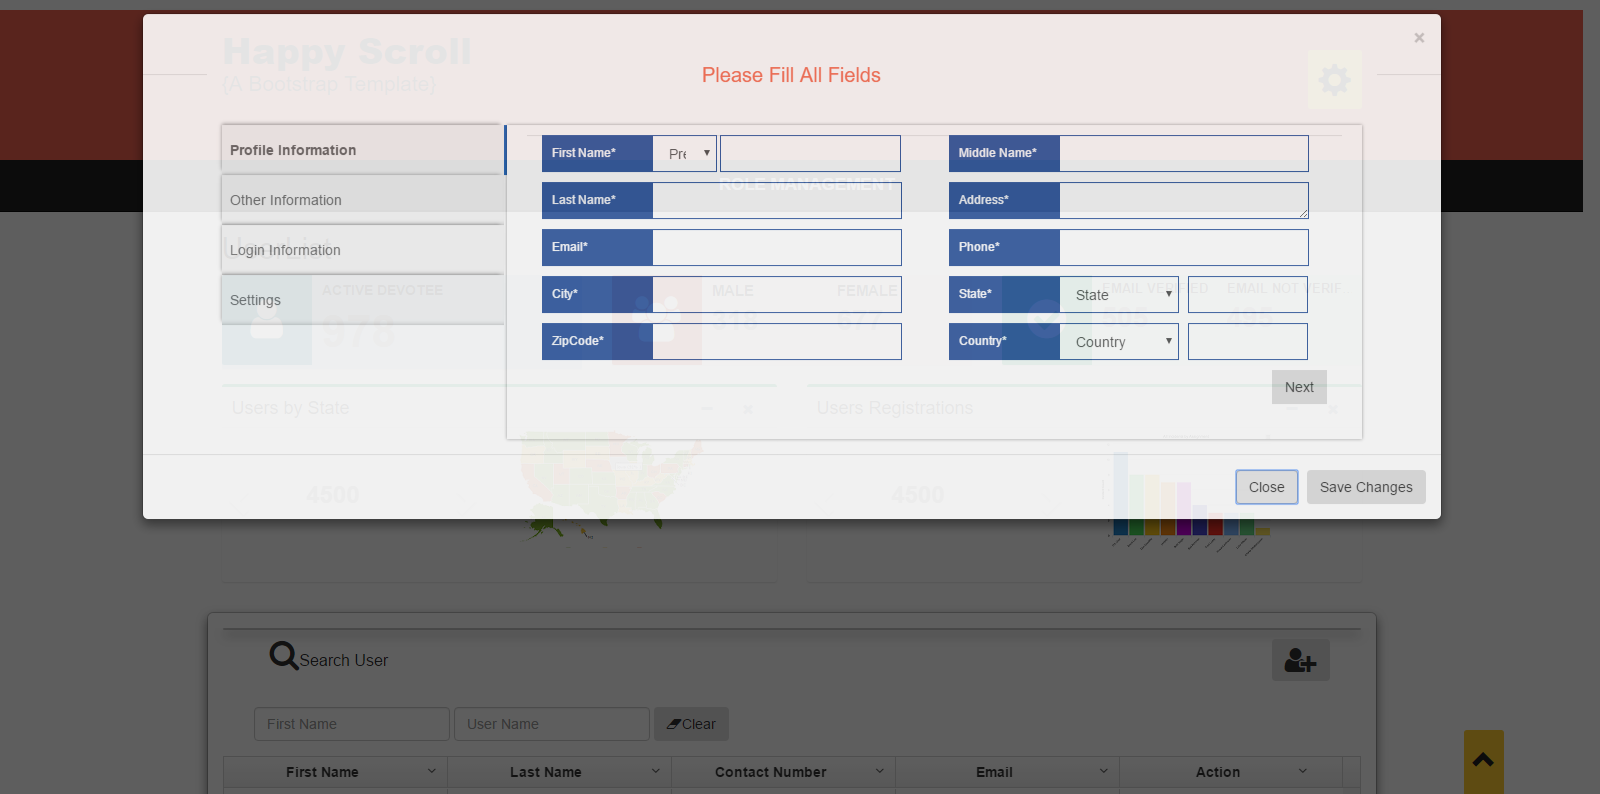 Happy Scroll
{A Bootstrap Template}
×
Please Fill All Fields
Profile Information
Other Information
Login Information
Settings
First Name*
Pre
Middle Name*
ROLE MANAGEMENT
Last Name*
Address*
UserList
Email*
Phone*
ACTIVE DEVOTEE
978
MALE
318
FEMALE
877
EMAIL VERIFIED
EMAIL NOT VERIF
City*
State*
State
ZipCode*
Country*
Country
Next
Users by State
Users Registrations
4500
4500
Close
Save Changes
Search User
First Name
User Name
Clear
First Name
Last Name
Contact Number
Email
Action